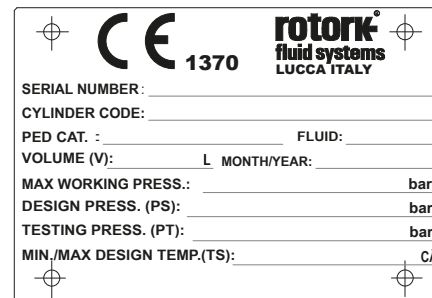 CE 1370
rotork
fluid systems
LUCCA ITALY
SERIAL NUMBER:
CYLINDER CODE:
PED CAT. : FLUID:
VOLUME (V): L MONTH/YEAR:
MAX WORKING PRESS.: bar
DESIGN PRESS. (PS): bar
TESTING PRESS. (PT): bar
MIN./MAX DESIGN TEMP.(TS):